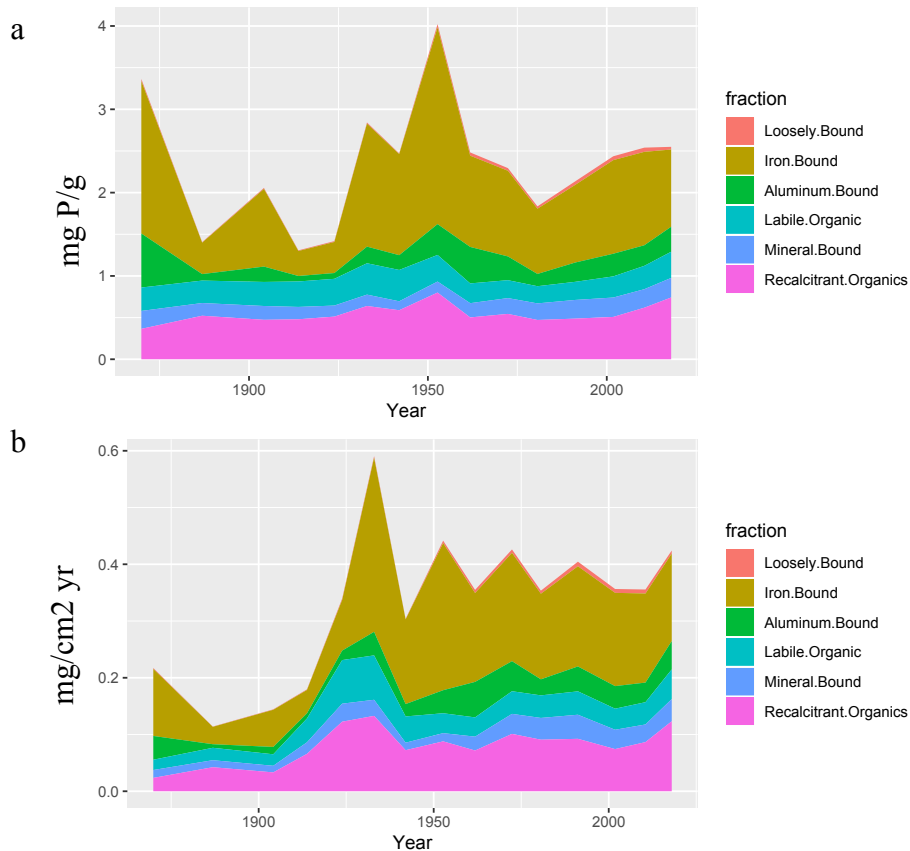 a
4
3
2
1
0
mg P/g
1900
1950
2000
Year
fraction
Loosely.Bound
Iron.Bound
Aluminum.Bound
Labile.Organic
Mineral.Bound
Recalcitrant.Organics
b
0.6
0.4
0.2
0.0
mg/cm2 yr
1900
1950
2000
Year
fraction
Loosely.Bound
Iron.Bound
Aluminum.Bound
Labile.Organic
Mineral.Bound
Recalcitrant.Organics